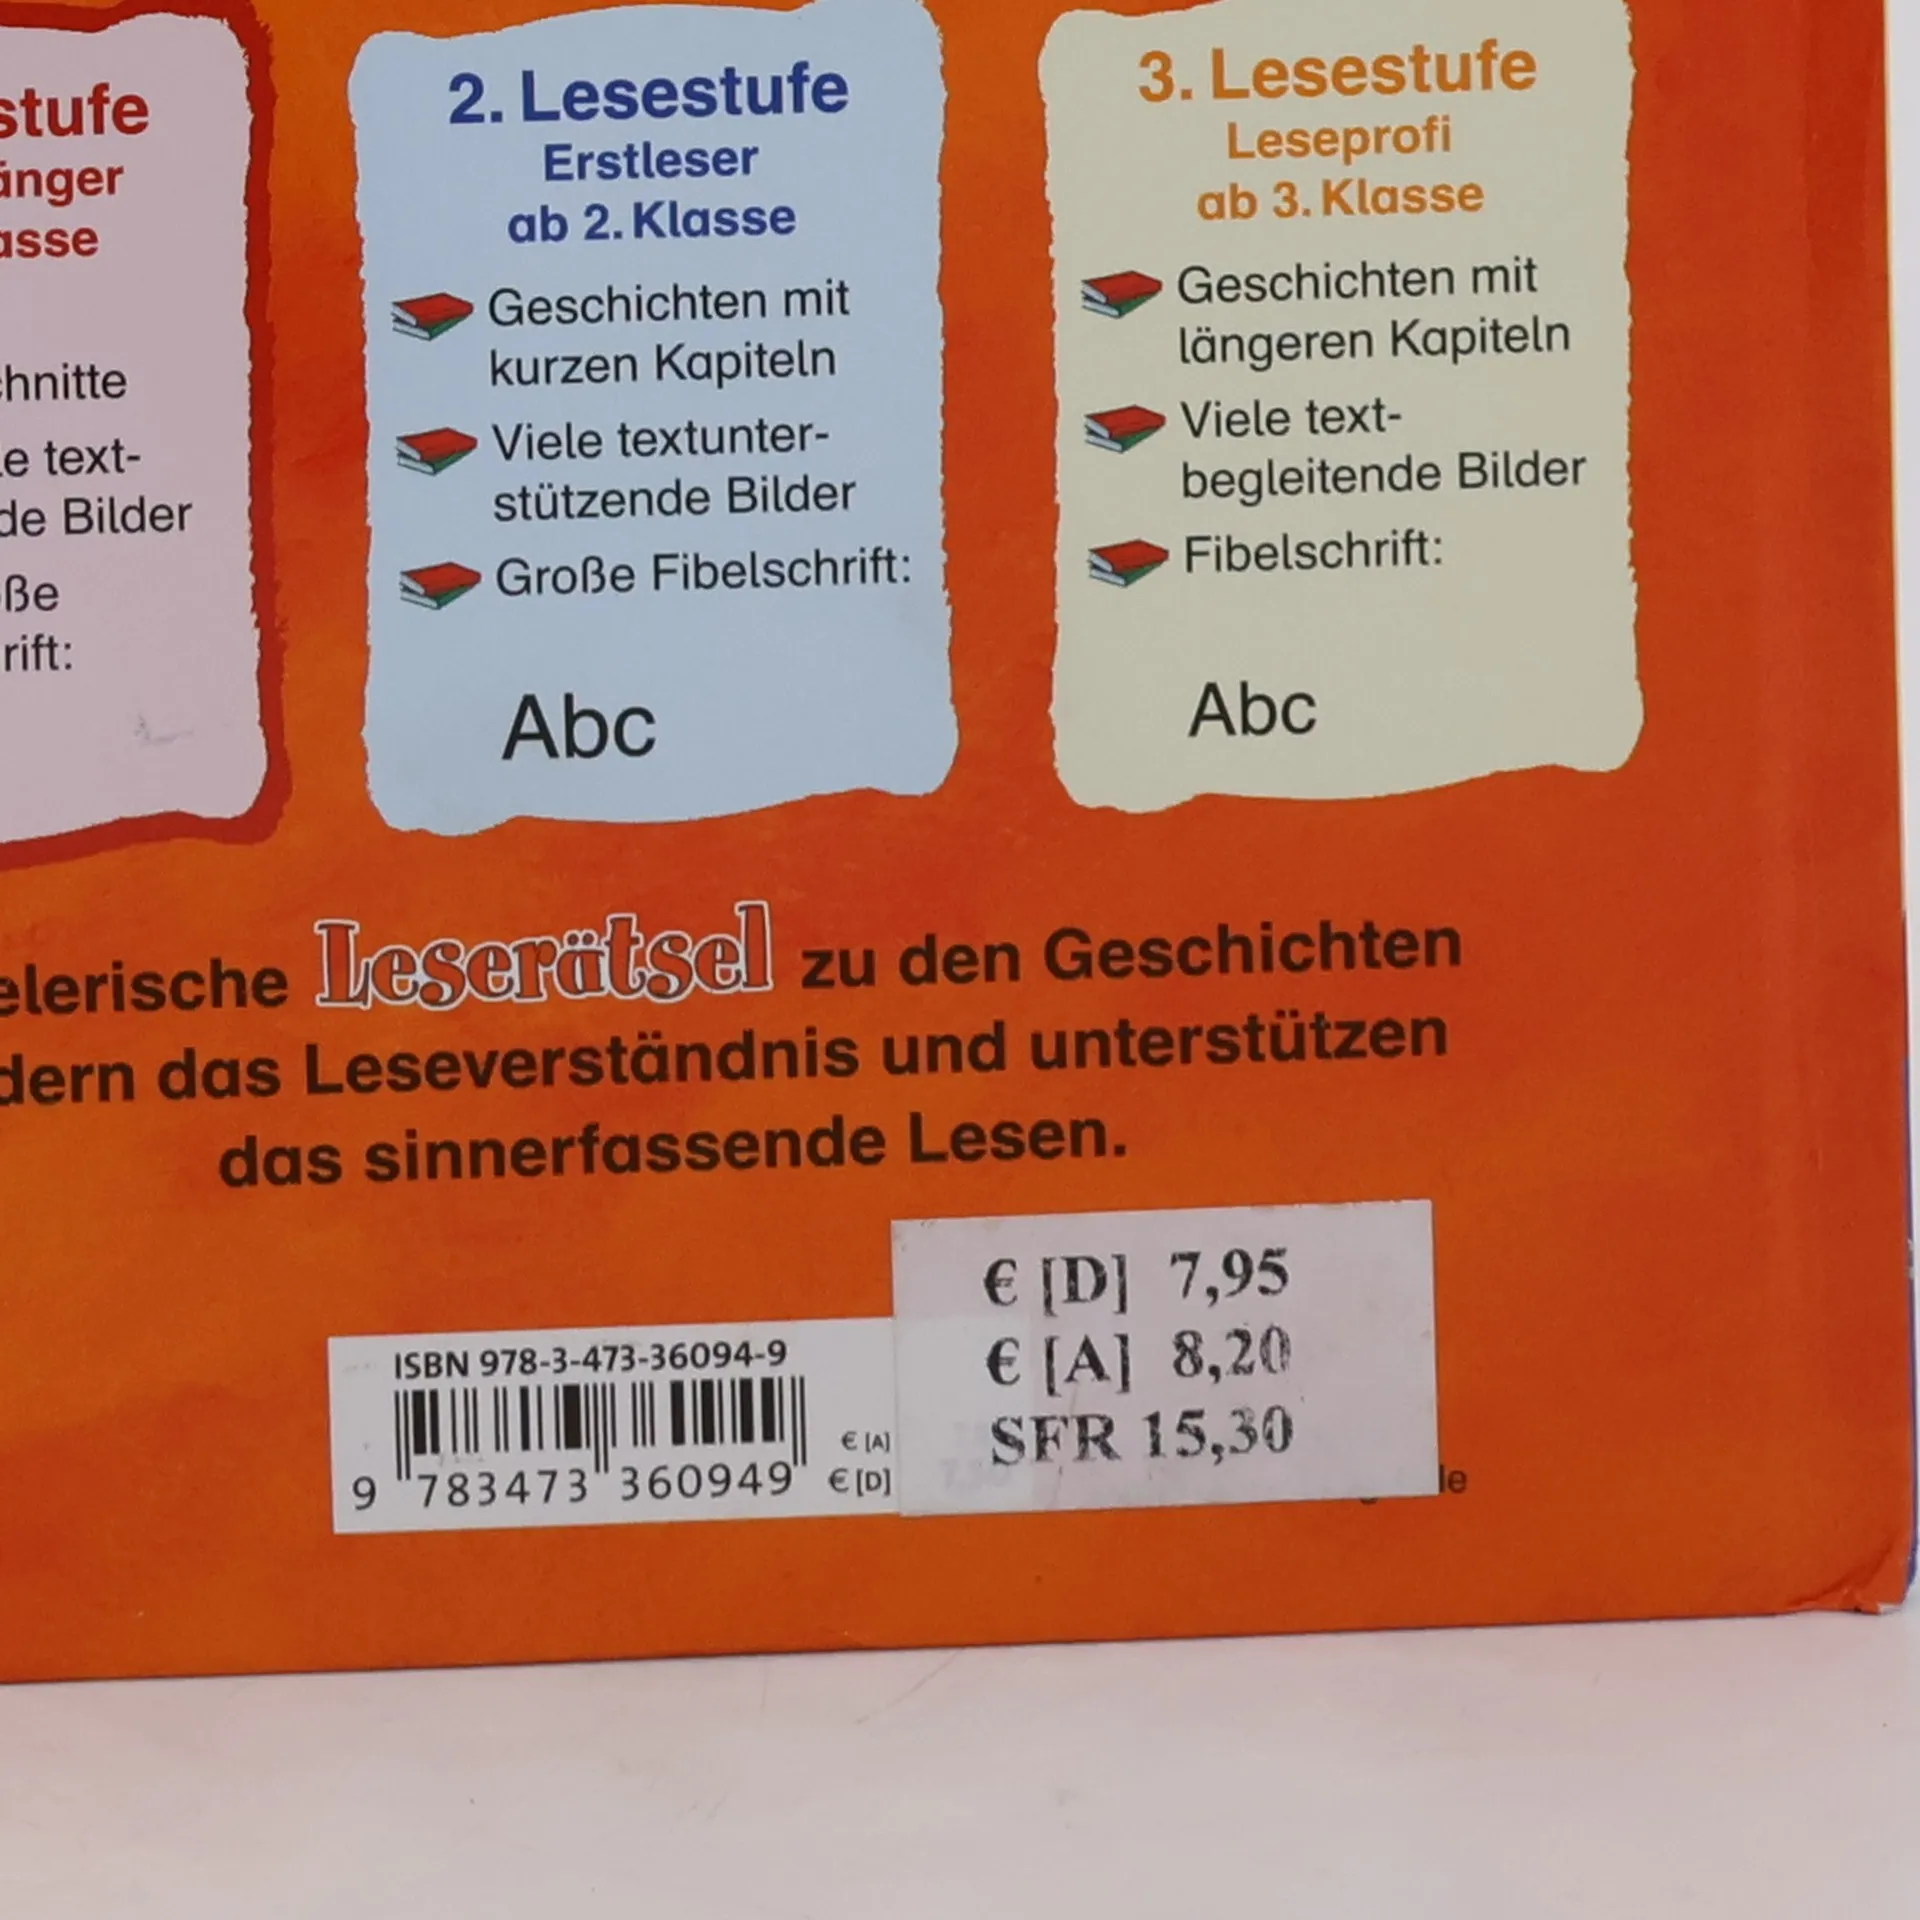 stufe
änger
asse
chnitte
le text-
de Bilder
ße
rift:
2. Lesestufe
Erstleser
ab 2. Klasse
Geschichten mit
kurzen Kapiteln
Viele textunter-
stützende Bilder
Große Fibelschrift:
Abc
3. Lesestufe
Leseprofi
ab 3. Klasse
Geschichten mit
längeren Kapiteln
Viele text-
begleitende Bilder
Fibelschrift:
Abc
elerische Leserätsel zu den Geschichten
dern das Leseverständnis und unterstützen
das sinnerfassende Lesen.
ISBN 978-3-473-36094-9
9 783473 360949
€ [A]
€ [D]
€ [D] 7,95
€ [A] 8,20
SFR 15,30
le